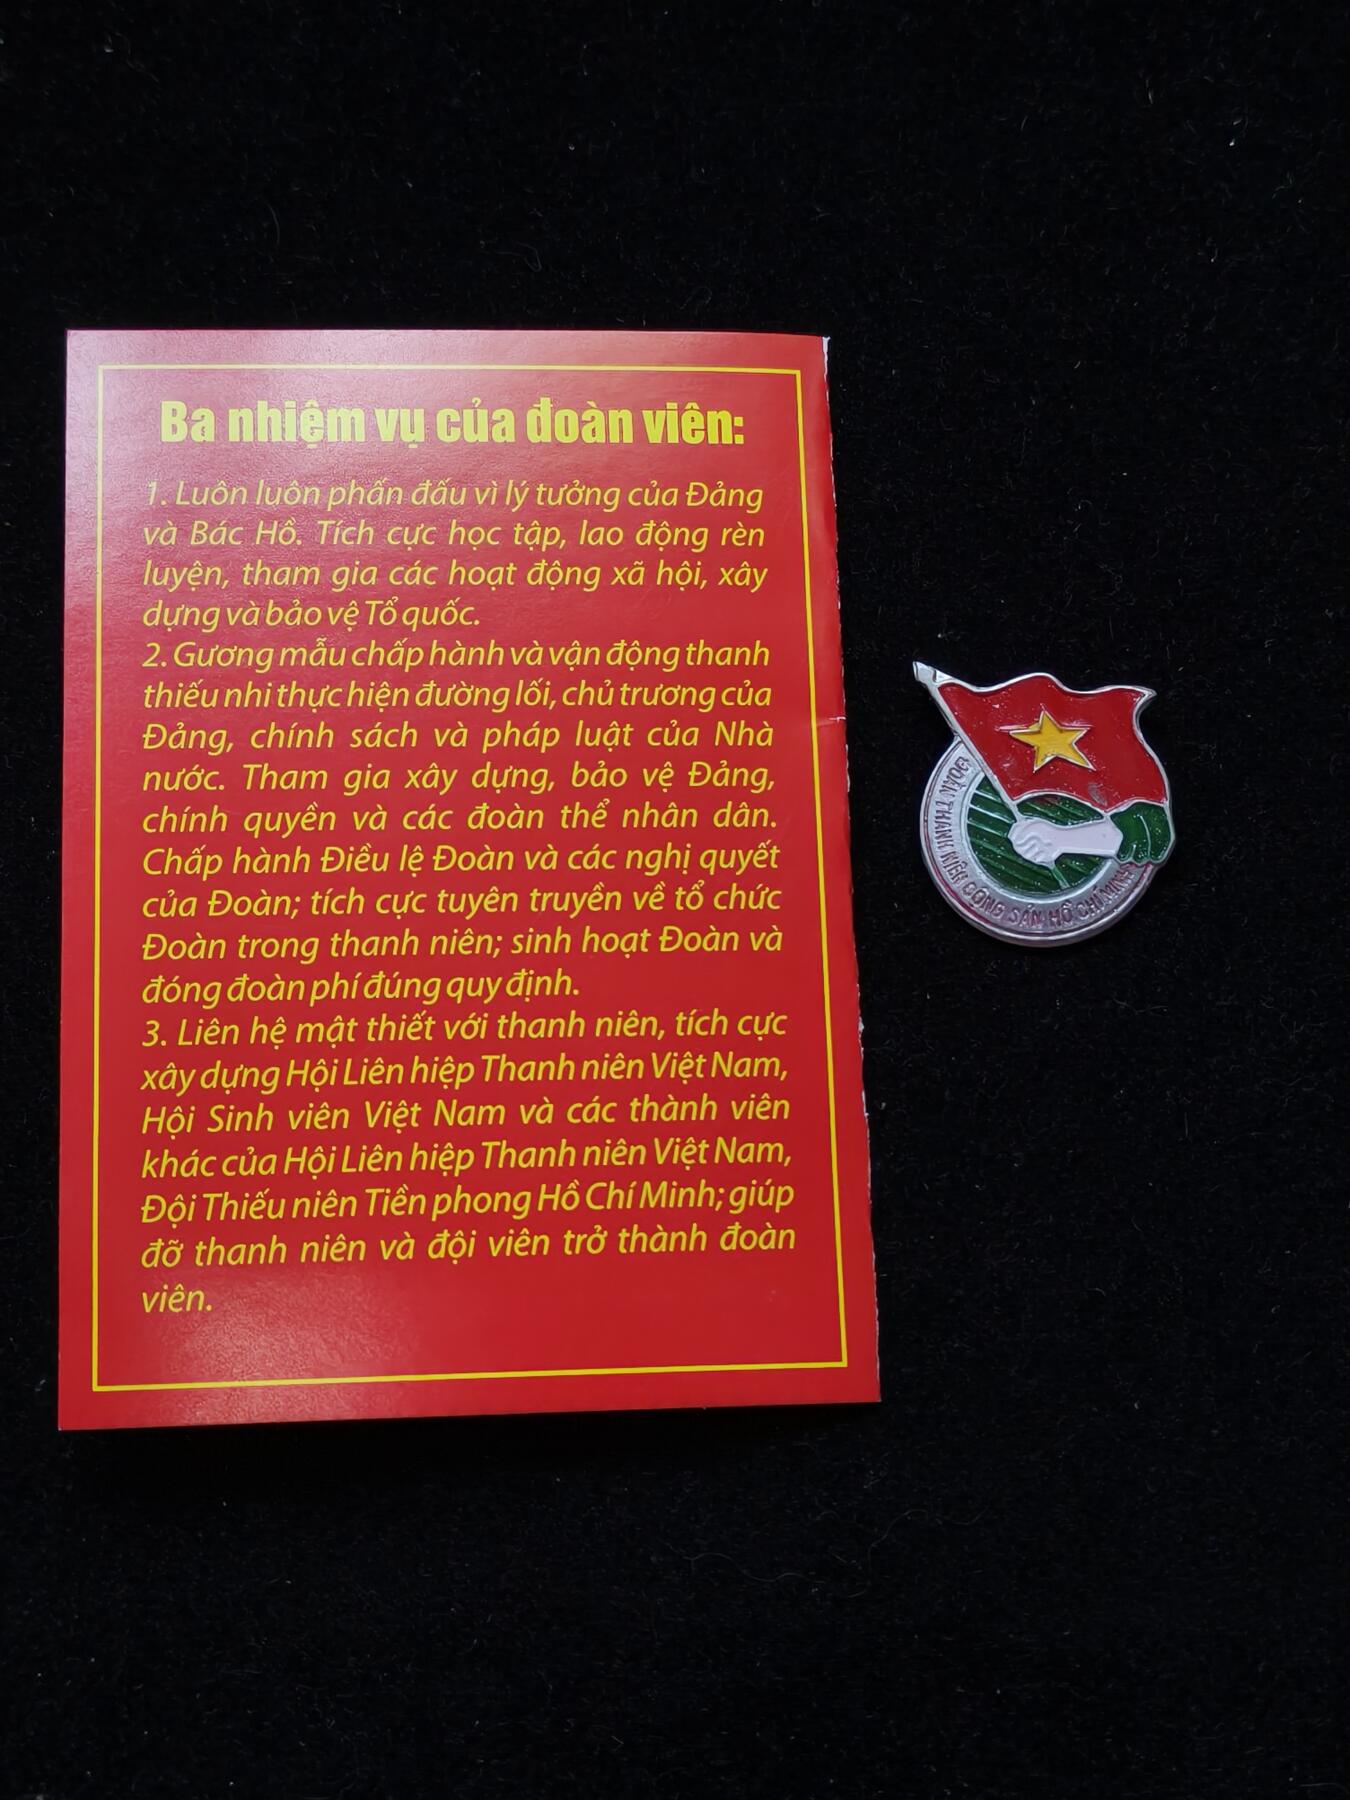 Ba nhiệm vụ của đoàn viên:
1. Luôn luôn phấn đấu vì lý tưởng của Đảng
và Bác Hồ. Tích cực học tập, lao động rèn
luyện, tham gia các hoạt động xã hội, xây
dựng và bảo vệ Tổ quốc.
2. Gương mẫu chấp hành và vận động thanh
thiếu nhi thực hiện đường lối, chủ trương của
Đảng, chính sách và pháp luật của Nhà
nước. Tham gia xây dựng, bảo vệ Đảng,
chính quyền và các đoàn thể nhân dân.
Chấp hành Điều lệ Đoàn và các nghị quyết
của Đoàn; tích cực tuyên truyền về tổ chức
Đoàn trong thanh niên; sinh hoạt Đoàn và
đóng đoàn phí đúng quy định.
3. Liên hệ mật thiết với thanh niên, tích cực
xây dựng Hội Liên hiệp Thanh niên Việt Nam,
Hội Sinh viên Việt Nam và các thành viên
khác của Hội Liên hiệp Thanh niên Việt Nam,
Đội Thiếu niên Tiền phong Hồ Chí Minh; giúp
đỡ thanh niên và đội viên trở thành đoàn
viên.
ĐOÀN THANH NIÊN CỘNG SẢN HỒ CHÍ MINH